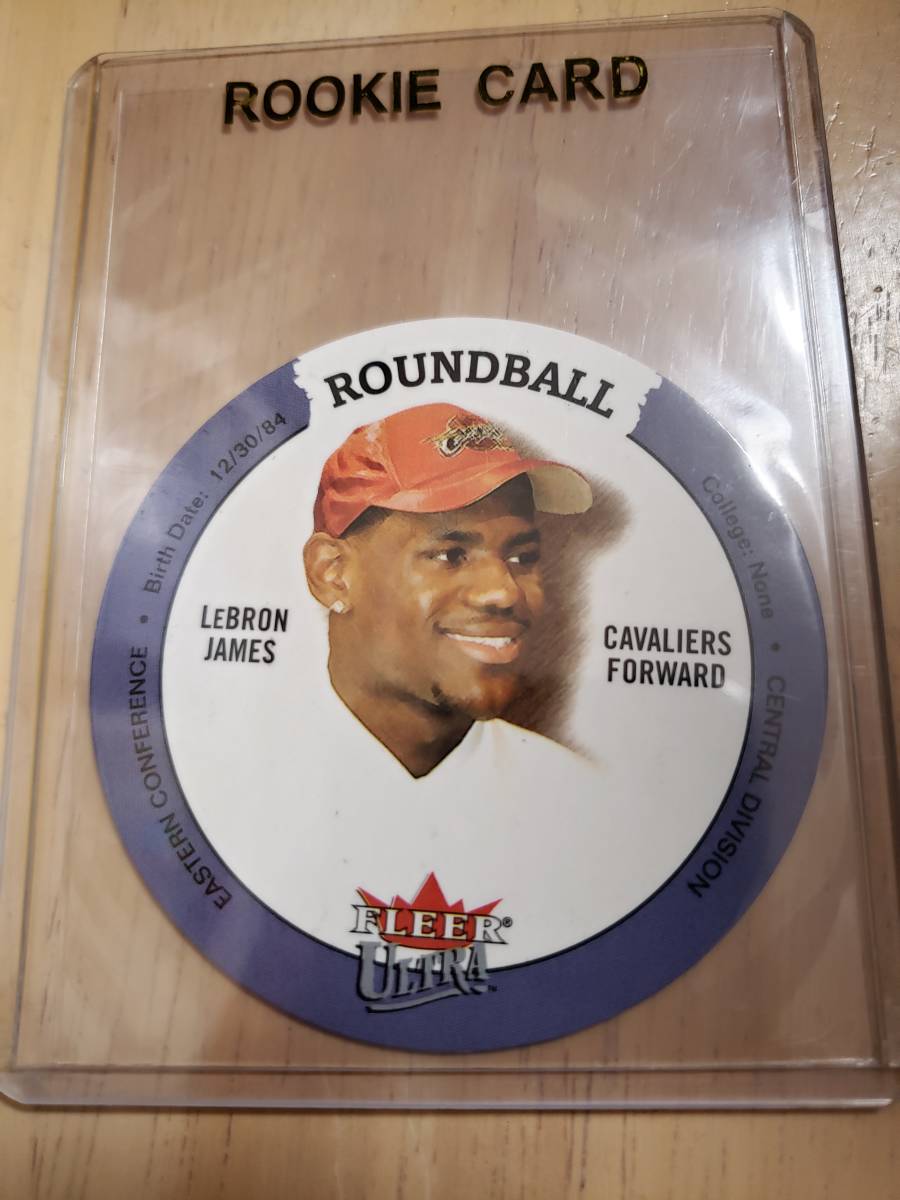 ROOKIE CARD
ROUNDBALL
EASTERN CONFERENCE • Birth Date: 12/30/84
College: None • CENTRAL DIVISION
LEBRON
JAMES
CAVALIERS
FORWARD
FLEER®
ULTRA™